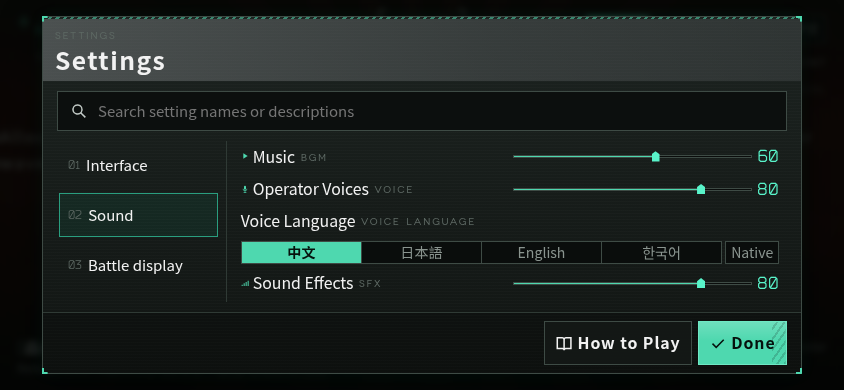 SETTINGS
Settings
Search setting names or descriptions
01 Interface
02 Sound
03 Battle display
Music BGM 60
Operator Voices VOICE 80
Voice Language VOICE LANGUAGE
中文 日本語 English 한국어 Native
Sound Effects SFX 80
How to Play
Done